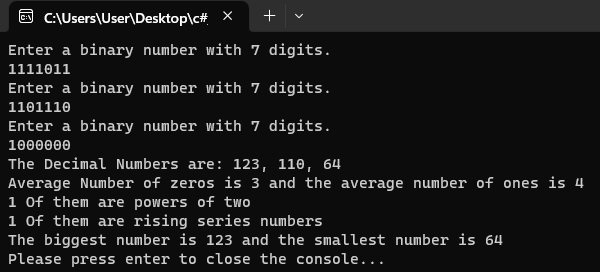 C:\Users\User\Desktop\c#
Enter a binary number with 7 digits.
1111011
Enter a binary number with 7 digits.
1101110
Enter a binary number with 7 digits.
1000000
The Decimal Numbers are: 123, 110, 64
Average Number of zeros is 3 and the average number of ones is 4
1 Of them are powers of two
1 Of them are rising series numbers
The biggest number is 123 and the smallest number is 64
Please press enter to close the console...